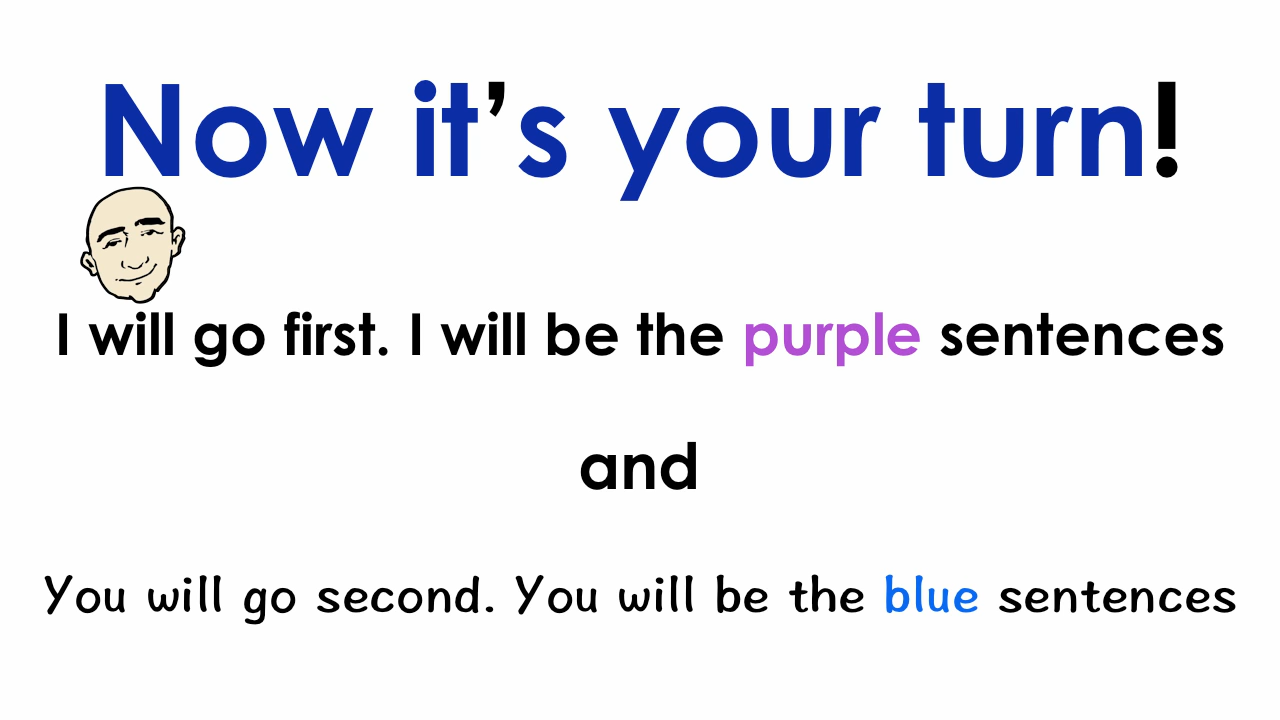 Now it’s your turn!
I will go first. I will be the purple sentences
and
You will go second. You will be the blue sentences